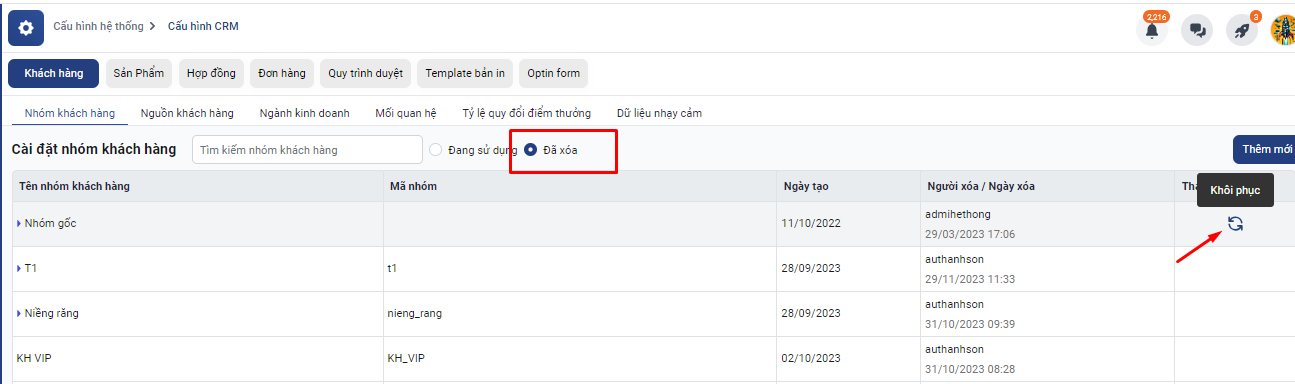 Cấu hình hệ thống > Cấu hình CRM
2,216
3
Khách hàng Sản Phẩm Hợp đồng Đơn hàng Quy trình duyệt Template bản in Optin form
Nhóm khách hàng Nguồn khách hàng Ngành kinh doanh Mối quan hệ Tỷ lệ quy đổi điểm thưởng Dữ liệu nhạy cảm
Cài đặt nhóm khách hàng Tìm kiếm nhóm khách hàng Đang sử dụng Đã xóa Thêm mới
Tên nhóm khách hàng Mã nhóm Ngày tạo Người xóa / Ngày xóa
Khôi phục
Nhóm gốc 11/10/2022 admihethong
29/03/2023 17:06
T1 t1 28/09/2023 authanhson
29/11/2023 11:33
Niềng răng nieng_rang 28/09/2023 authanhson
31/10/2023 09:39
KH VIP KH_VIP 02/10/2023 authanhson
31/10/2023 08:28